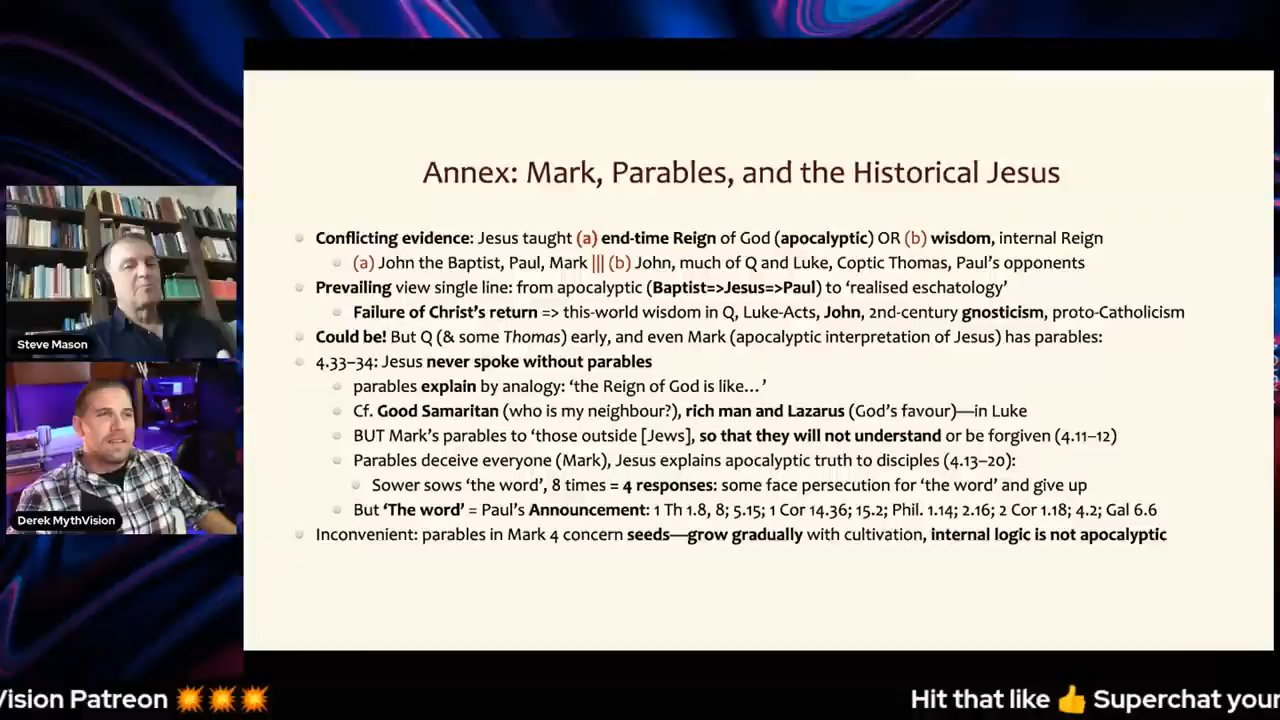 Annex: Mark, Parables, and the Historical Jesus
Conflicting evidence: Jesus taught (a) end-time Reign of God (apocalyptic) OR (b) wisdom, internal Reign
(a) John the Baptist, Paul, Mark ||| (b) John, much of Q and Luke, Coptic Thomas, Paul's opponents
Prevailing view single line: from apocalyptic (Baptist=>Jesus=>Paul) to 'realised eschatology'
Failure of Christ's return => this-world wisdom in Q, Luke-Acts, John, 2nd-century gnosticism, proto-Catholicism
Could be! But Q (& some Thomas) early, and even Mark (apocalyptic interpretation of Jesus) has parables:
4.33–34: Jesus never spoke without parables
parables explain by analogy: 'the Reign of God is like...'
Cf. Good Samaritan (who is my neighbour?), rich man and Lazarus (God's favour)—in Luke
BUT Mark's parables to 'those outside [Jews], so that they will not understand or be forgiven (4.11–12)
Parables deceive everyone (Mark), Jesus explains apocalyptic truth to disciples (4.13–20):
Sower sows 'the word', 8 times = 4 responses: some face persecution for 'the word' and give up
But 'The word' = Paul's Announcement: 1 Th 1.8, 8; 5.15; 1 Cor 14.36; 15.2; Phil. 1.14; 2.16; 2 Cor 1.18; 4.2; Gal 6.6
Inconvenient: parables in Mark 4 concern seeds—grow gradually with cultivation, internal logic is not apocalyptic
Steve Mason
Derek MythVision
Vision Patreon 💥💥💥
Hit that like 👍 Superchat your